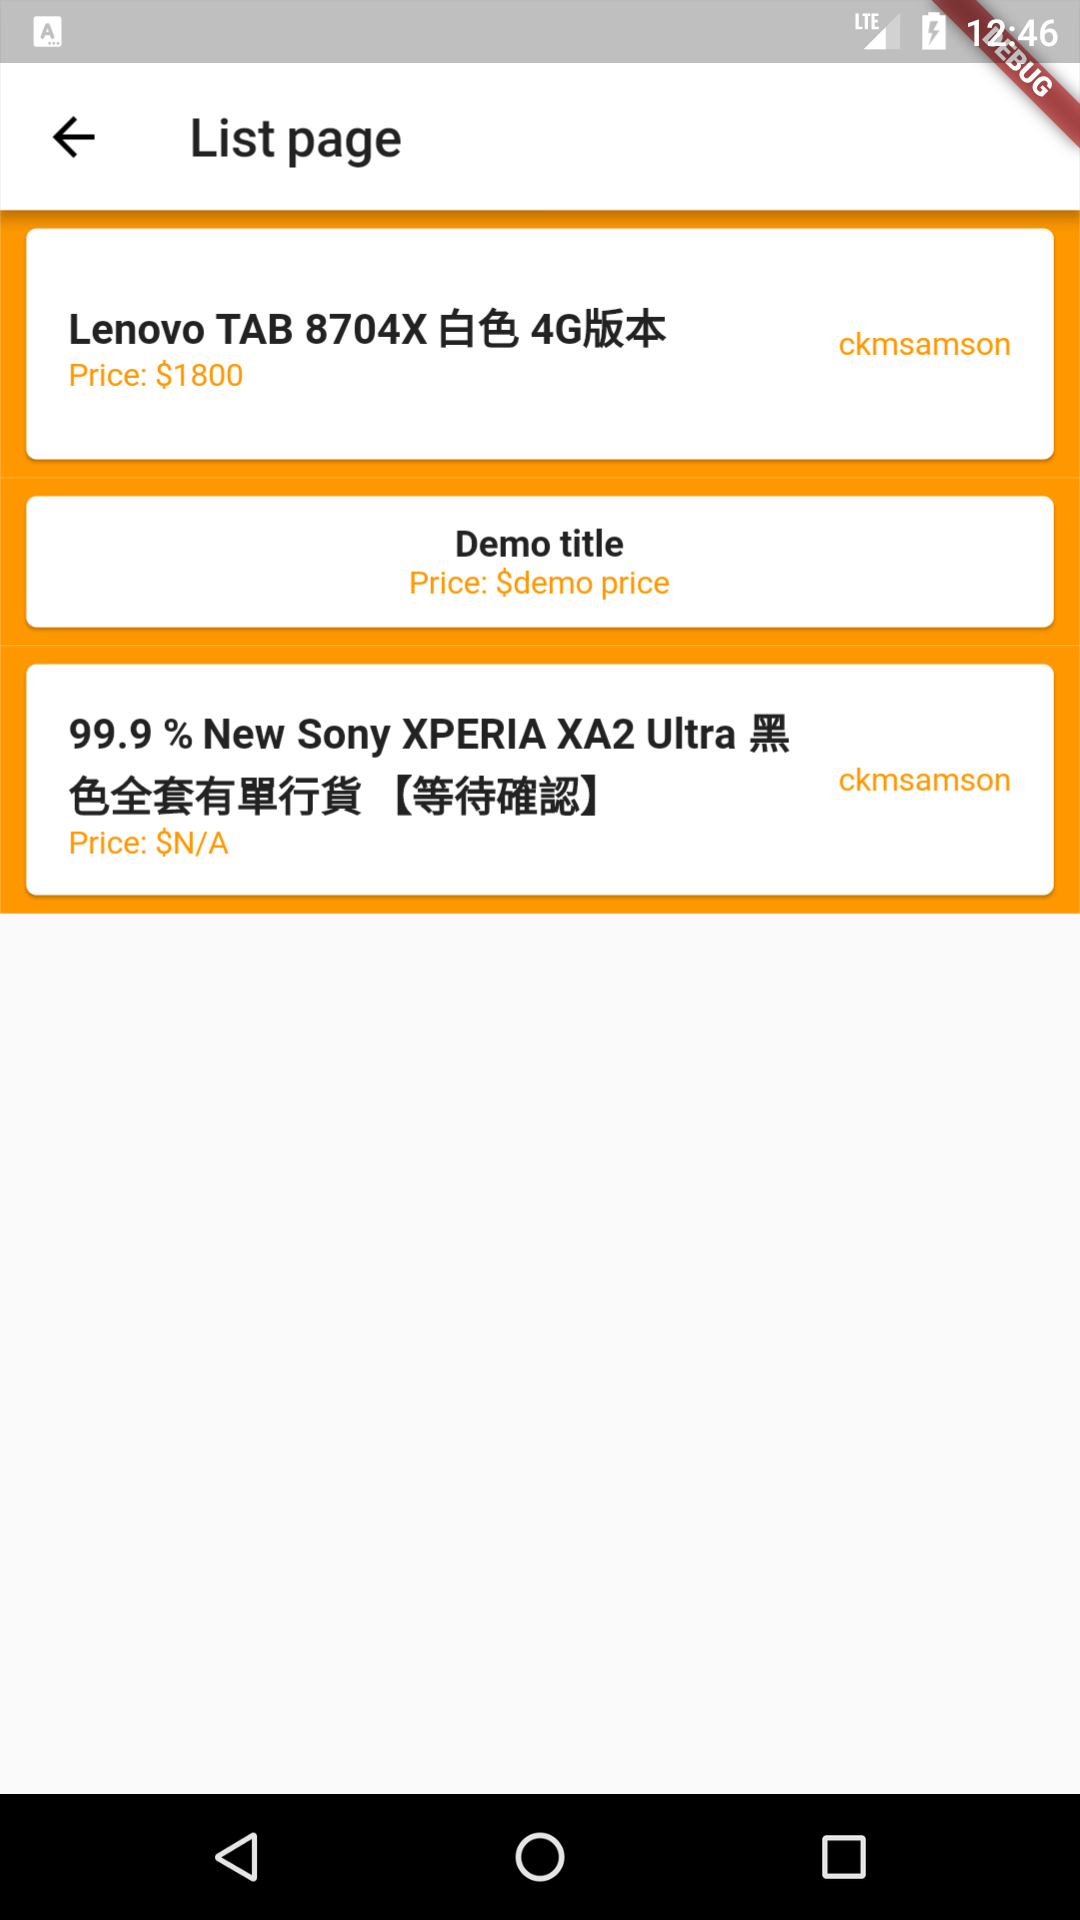 A
LTE
12:46
DEBUG
List page
Lenovo TAB 8704X 白色 4G版本
Price: $1800
ckmsamson
Demo title
Price: $demo price
99.9 % New Sony XPERIA XA2 Ultra 黑
色全套有單行貨 【等待確認】
Price: $N/A
ckmsamson